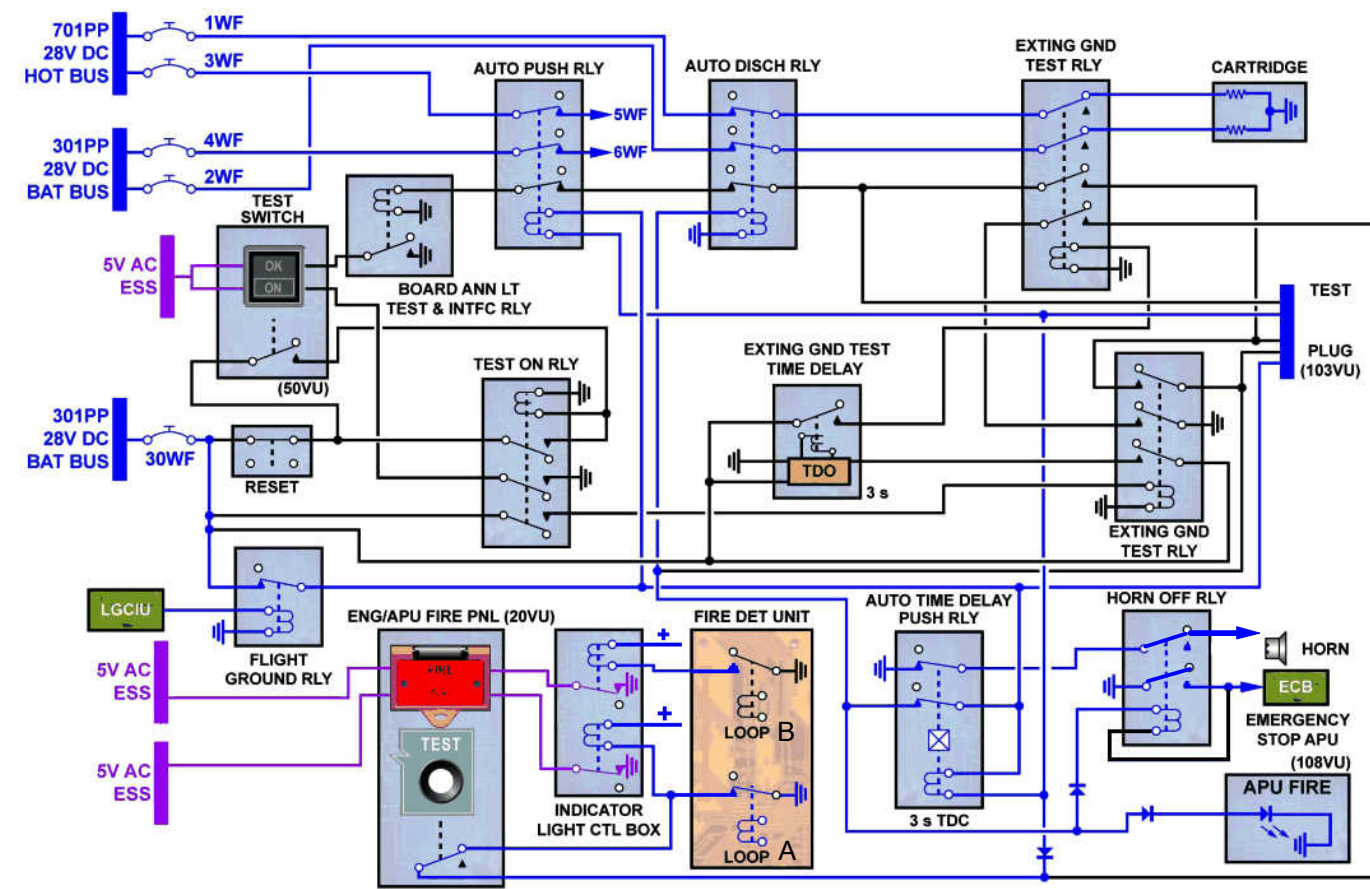 701PP
28V DC
HOT BUS
1WF
3WF
301PP
28V DC
BAT BUS
4WF
2WF
AUTO PUSH RLY
5WF
6WF
AUTO DISCH RLY
EXTING GND
TEST RLY
CARTRIDGE
TEST
SWITCH
OK
ON
(50VU)
5V AC
ESS
BOARD ANN LT
TEST & INTFC RLY
TEST ON RLY
EXTING GND TEST
TIME DELAY
TDO
3 s
TEST
PLUG
(103VU)
EXTING GND
TEST RLY
301PP
28V DC
BAT BUS
30WF
RESET
LGCIU
FLIGHT
GROUND RLY
5V AC
ESS
5V AC
ESS
ENG/APU FIRE PNL (20VU)
TEST
+
+
INDICATOR
LIGHT CTL BOX
FIRE DET UNIT
LOOP B
LOOP A
AUTO TIME DELAY
PUSH RLY
3 s TDC
HORN OFF RLY
HORN
ECB
EMERGENCY
STOP APU
(108VU)
APU FIRE